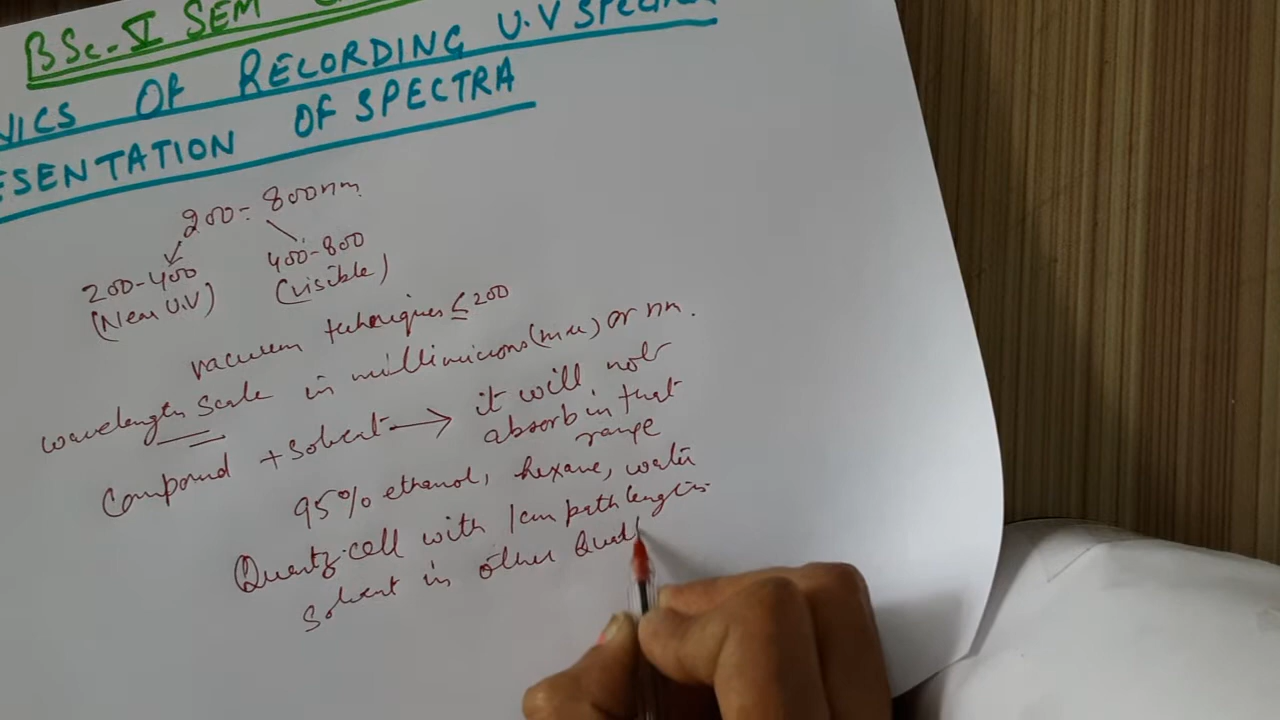 BSc-V SEM
NICS OF RECORDING U.V SPECTRA
ESENTATION OF SPECTRA
200-800nm
200-400 400-800
(Near U.V) (visible)
vacuum techniques ≤ 200
wavelength scale in millimicrons (mμ) or nm.
Compound + solvent → it will not
absorb in that
range
95% ethanol, hexane, water
Quartz cell with 1cm path length
Solvent in other